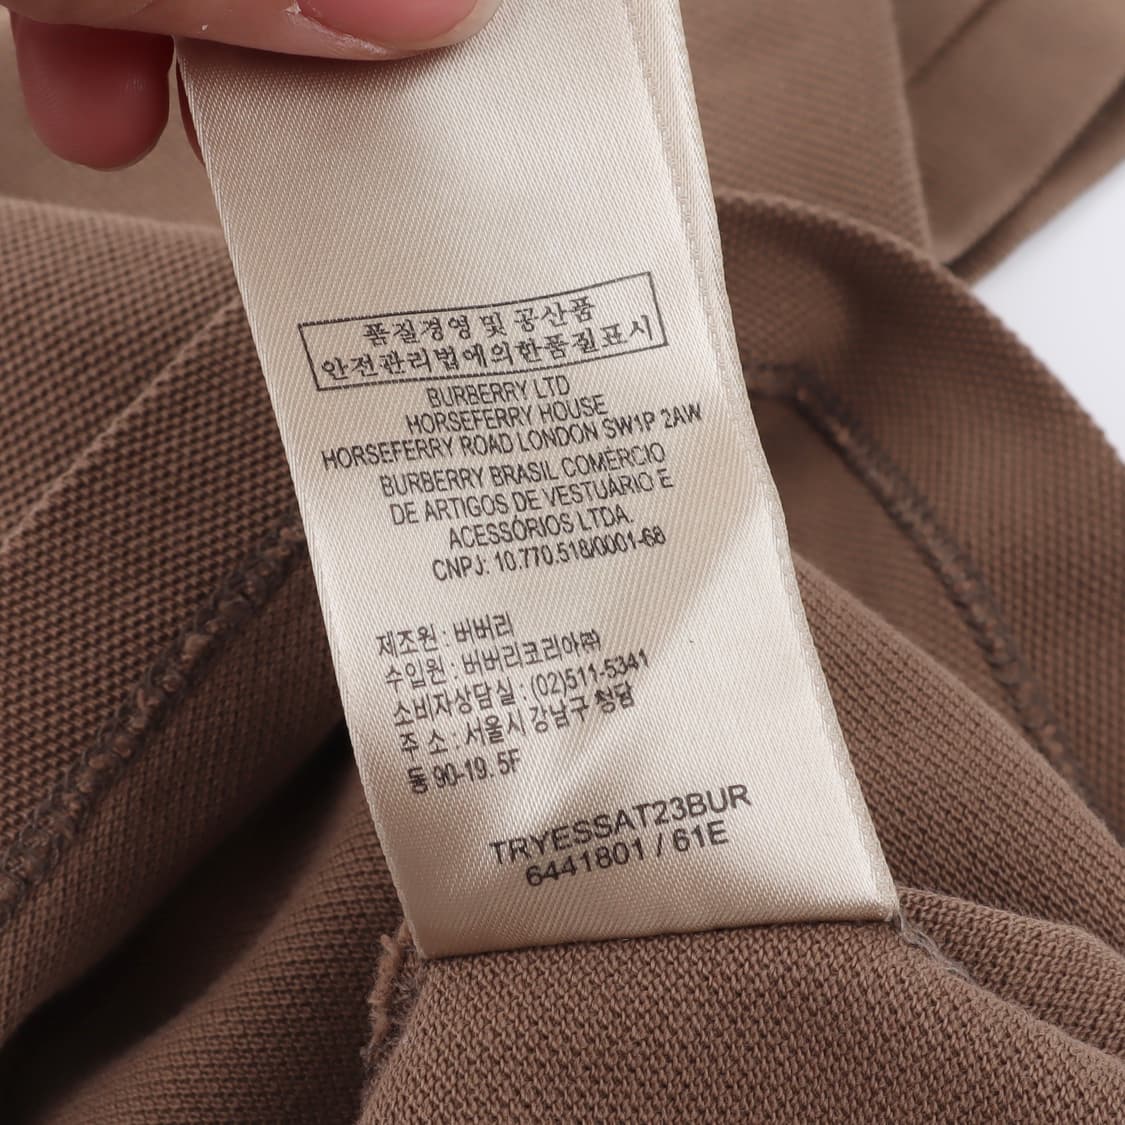 품질경영 및 공산품
안전관리법에의한품질표시
BURBERRY LTD
HORSEFERRY HOUSE
HORSEFERRY ROAD LONDON SW1P 2AW
BURBERRY BRASIL COMÉRCIO
DE ARTIGOS DE VESTUÁRIO E
ACESSÓRIOS LTDA.
CNPJ: 10.770.518/0001-68
제조원 : 버버리
수입원 : 버버리코리아㈜
소비자상담실 : (02)511-5341
주 소 : 서울시 강남구 청담
동 90-19. 5F
TRYESSAT23BUR
6441801 / 61E